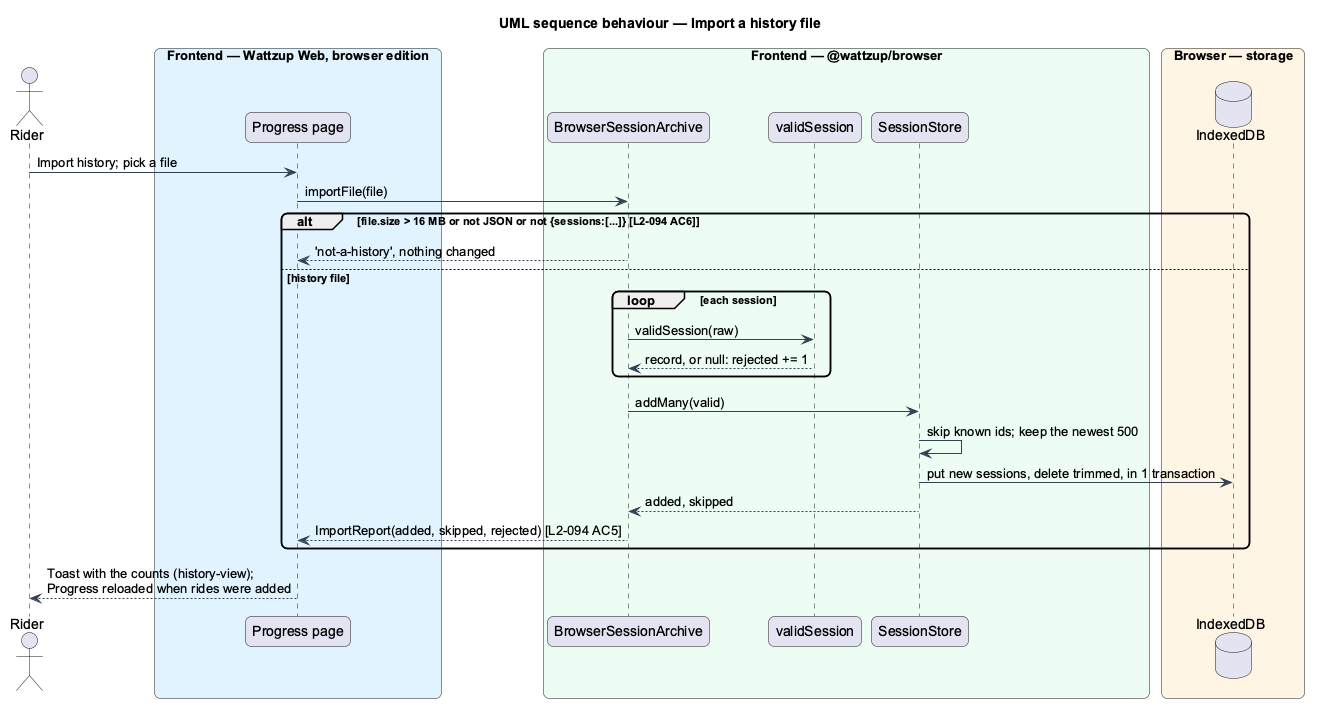 UML sequence behaviour — Import a history file
Frontend — Wattzup Web, browser edition
Frontend — @wattzup/browser
Browser — storage
Rider
Progress page
BrowserSessionArchive
validSession
SessionStore
IndexedDB
Import history; pick a file
importFile(file)
alt
[file.size > 16 MB or not JSON or not {sessions:[...]} [L2-094 AC6]]
'not-a-history', nothing changed
[history file]
loop
[each session]
validSession(raw)
record, or null: rejected += 1
addMany(valid)
skip known ids; keep the newest 500
put new sessions, delete trimmed, in 1 transaction
added, skipped
ImportReport(added, skipped, rejected) [L2-094 AC5]
Toast with the counts (history-view);
Progress reloaded when rides were added
Rider
Progress page
BrowserSessionArchive
validSession
SessionStore
IndexedDB